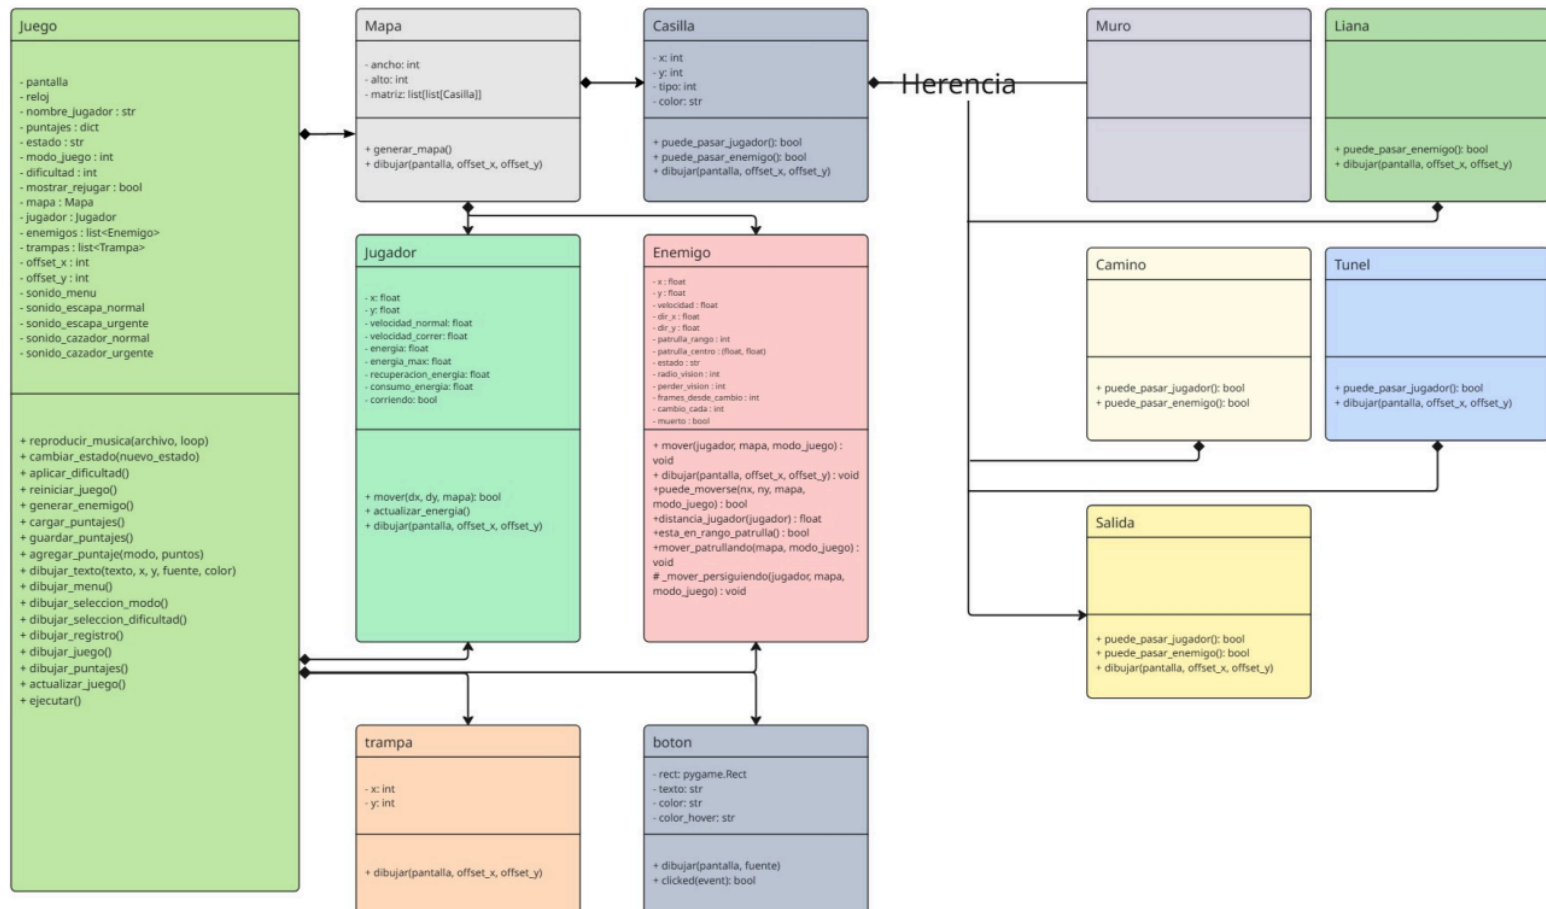 Juego
- pantalla
- reloj
- nombre_jugador : str
- puntajes : dict
- estado : str
- modo_juego : int
- dificultad : int
- mostrar_rejugar : bool
- mapa : Mapa
- jugador : Jugador
- enemigos : list<Enemigo>
- trampas : list<Trampa>
- offset_x : int
- offset_y : int
- sonido_menu
- sonido_escapa_normal
- sonido_escapa_urgente
- sonido_cazador_normal
- sonido_cazador_urgente
+ reproducir_musica(archivo, loop)
+ cambiar_estado(nuevo_estado)
+ aplicar_dificultad()
+ reiniciar_juego()
+ generar_enemigo()
+ cargar_puntajes()
+ guardar_puntajes()
+ agregar_puntaje(modo, puntos)
+ dibujar_texto(texto, x, y, fuente, color)
+ dibujar_menu()
+ dibujar_seleccion_modo()
+ dibujar_seleccion_dificultad()
+ dibujar_registro()
+ dibujar_juego()
+ dibujar_puntajes()
+ actualizar_juego()
+ ejecutar()
Mapa
- ancho: int
- alto: int
- matriz: list[list[Casilla]]
+ generar_mapa()
+ dibujar(pantalla, offset_x, offset_y)
Casilla
- x: int
- y: int
- tipo: int
- color: str
+ puede_pasar_jugador(): bool
+ puede_pasar_enemigo(): bool
+ dibujar(pantalla, offset_x, offset_y)
Herencia
Muro
Liana
+ puede_pasar_enemigo(): bool
+ dibujar(pantalla, offset_x, offset_y)
Jugador
- x: float
- y: float
- velocidad_normal: float
- velocidad_correr: float
- energia: float
- energia_max: float
- recuperacion_energia: float
- consumo_energia: float
- corriendo: bool
+ mover(dx, dy, mapa): bool
+ actualizar_energia()
+ dibujar(pantalla, offset_x, offset_y)
Enemigo
- x : float
- y : float
- velocidad : float
- dir_x : float
- dir_y : float
- patrulla_rango : int
- patrulla_centro : (float, float)
- estado : str
- radio_vision : int
- perder_vision : int
- frames_desde_cambio : int
- cambio_cada : int
- muerto : bool
+ mover(jugador, mapa, modo_juego) :
void
+ dibujar(pantalla, offset_x, offset_y) : void
+puede_moverse(nx, ny, mapa,
modo_juego) : bool
+distancia_jugador(jugador) : float
+esta_en_rango_patrulla() : bool
+mover_patrullando(mapa, modo_juego) :
void
# _mover_persiguiendo(jugador, mapa,
modo_juego) : void
Camino
+ puede_pasar_jugador(): bool
+ puede_pasar_enemigo(): bool
Tunel
+ puede_pasar_jugador(): bool
+ dibujar(pantalla, offset_x, offset_y)
Salida
+ puede_pasar_jugador(): bool
+ puede_pasar_enemigo(): bool
+ dibujar(pantalla, offset_x, offset_y)
trampa
- x: int
- y: int
+ dibujar(pantalla, offset_x, offset_y)
boton
- rect: pygame.Rect
- texto: str
- color: str
- color_hover: str
+ dibujar(pantalla, fuente)
+ clicked(event): bool